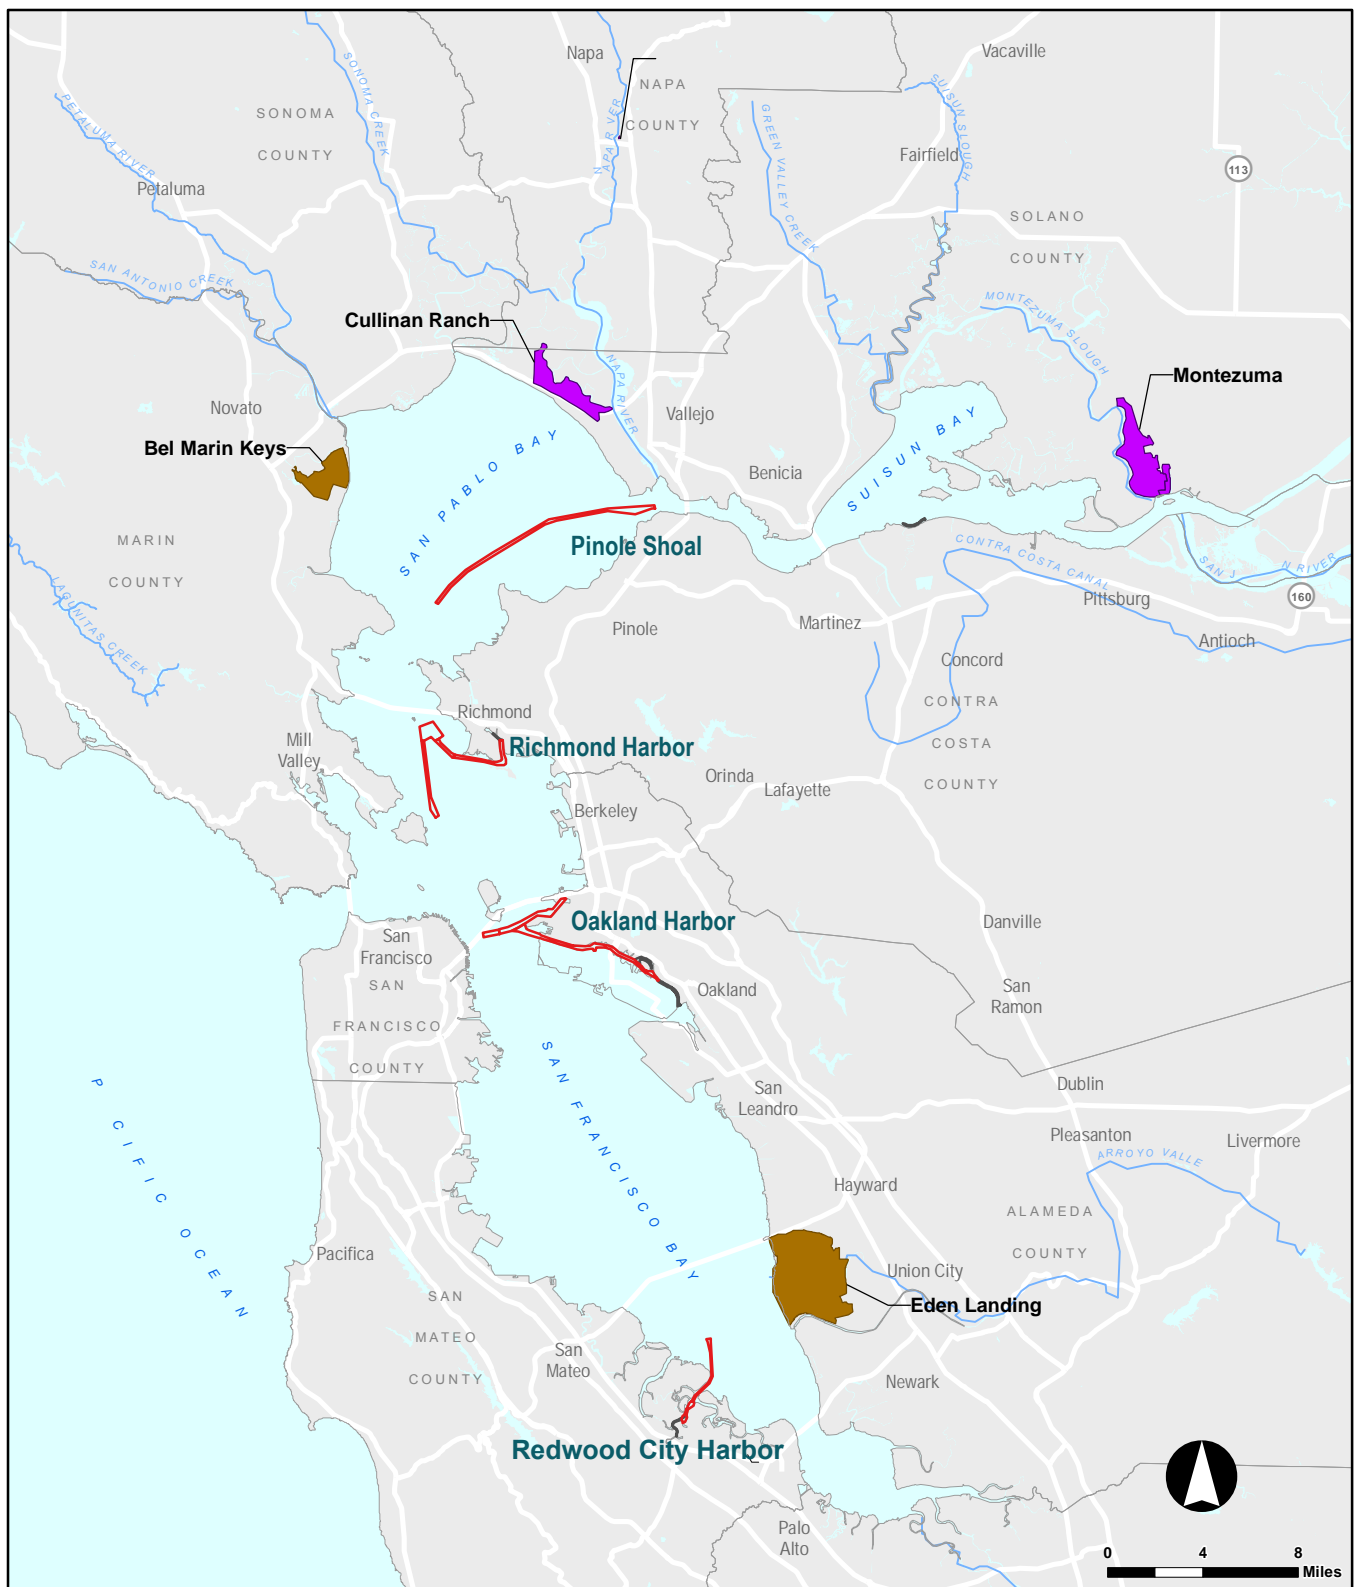 Napa
NAPA
COUNTY
Vacaville
SONOMA
COUNTY
SONOMA CREEK
PETALUMA RIVER
Petaluma
N
APA R
VER
GREEN VALLEY CREEK
SUISUN SLOUGH
Fairfield
113
SOLANO
COUNTY
SAN ANTONIO CREEK
MONTEZUMA SLOUGH
Cullinan Ranch
NAPA RIVER
Montezuma
Novato
Vallejo
Bel Marin Keys
SAN PABLO BAY
SUISUN BAY
Benicia
Pinole Shoal
MARIN
COUNTY
LAGUNITAS CREEK
CONTRA COSTA CANAL
SAN J
N RIVER
160
Pittsburg
Antioch
Pinole
Martinez
Concord
CONTRA
COSTA
COUNTY
Richmond
Richmond Harbor
Mill
Valley
Orinda
Lafayette
Berkeley
Oakland Harbor
San
Francisco
SAN
FRANCISCO
COUNTY
Oakland
Danville
San
Ramon
SAN FRANCISCO BAY
P CIFIC OCEAN
San
Leandro
Dublin
Pleasanton
Livermore
ARROYO VALLE
Hayward
ALAMEDA
COUNTY
Pacifica
Union City
Eden Landing
SAN
MATEO
COUNTY
San
Mateo
Newark
Redwood City Harbor
Palo
Alto
0 4 8
Miles